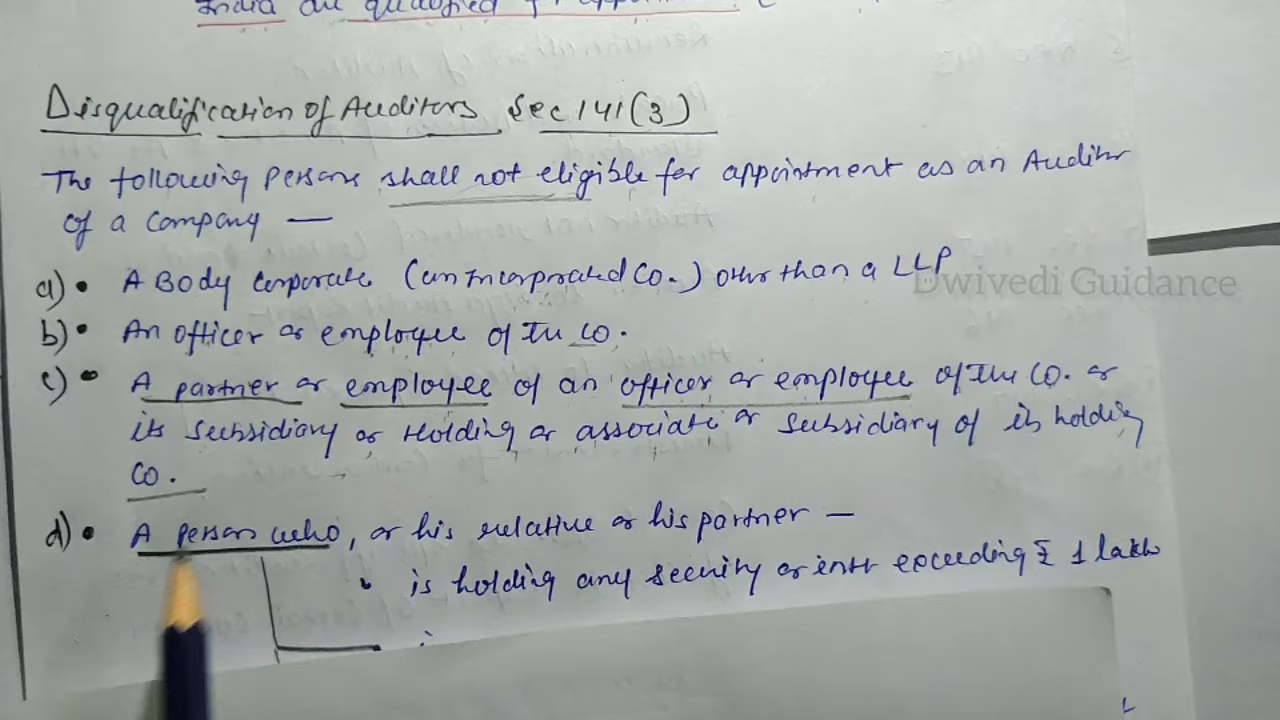 India are qualified
Disqualification of Auditors Sec 141(3)
The following persons shall not eligible for appointment as an Auditor
of a company —
a) • A Body Corporate (an Incorporated Co.) other than a LLP
Dwivedi Guidance
b) • An officer or employee of the Co.
c) • A partner or employee of an officer or employee of the Co. or
its subsidiary or Holding or associate or subsidiary of its holding
Co.
d) • A person who, or his relative or his partner —
• is holding any security or intt exceeding ₹ 1 lakh